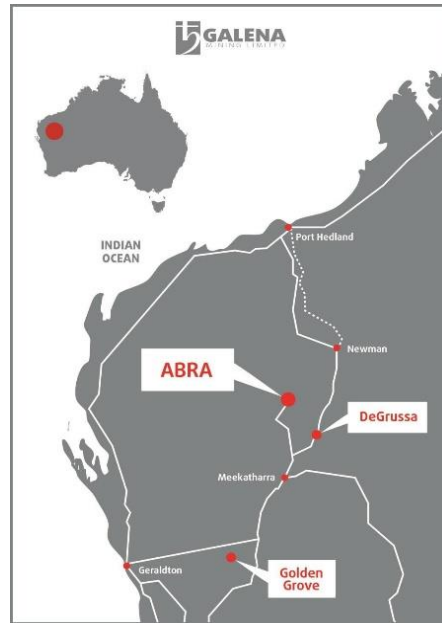 GALENA
MINING LIMITED
INDIAN
OCEAN
Port Hedland
Newman
ABRA
DeGrussa
Meekatharra
Geraldton
Golden
Grove